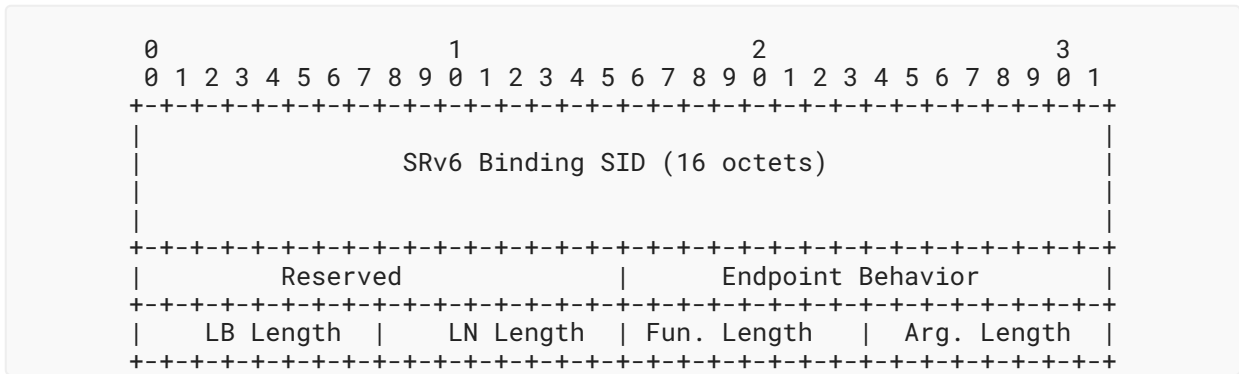 0                   1                   2                   3
 0 1 2 3 4 5 6 7 8 9 0 1 2 3 4 5 6 7 8 9 0 1 2 3 4 5 6 7 8 9 0 1
+-+-+-+-+-+-+-+-+-+-+-+-+-+-+-+-+-+-+-+-+-+-+-+-+-+-+-+-+-+-+-+-+
|                                                               |
|                 SRv6 Binding SID (16 octets)                  |
|                                                               |
|                                                               |
+-+-+-+-+-+-+-+-+-+-+-+-+-+-+-+-+-+-+-+-+-+-+-+-+-+-+-+-+-+-+-+-+
|         Reserved              |      Endpoint Behavior        |
+-+-+-+-+-+-+-+-+-+-+-+-+-+-+-+-+-+-+-+-+-+-+-+-+-+-+-+-+-+-+-+-+
|    LB Length  |    LN Length  | Fun. Length   |  Arg. Length  |
+-+-+-+-+-+-+-+-+-+-+-+-+-+-+-+-+-+-+-+-+-+-+-+-+-+-+-+-+-+-+-+-+